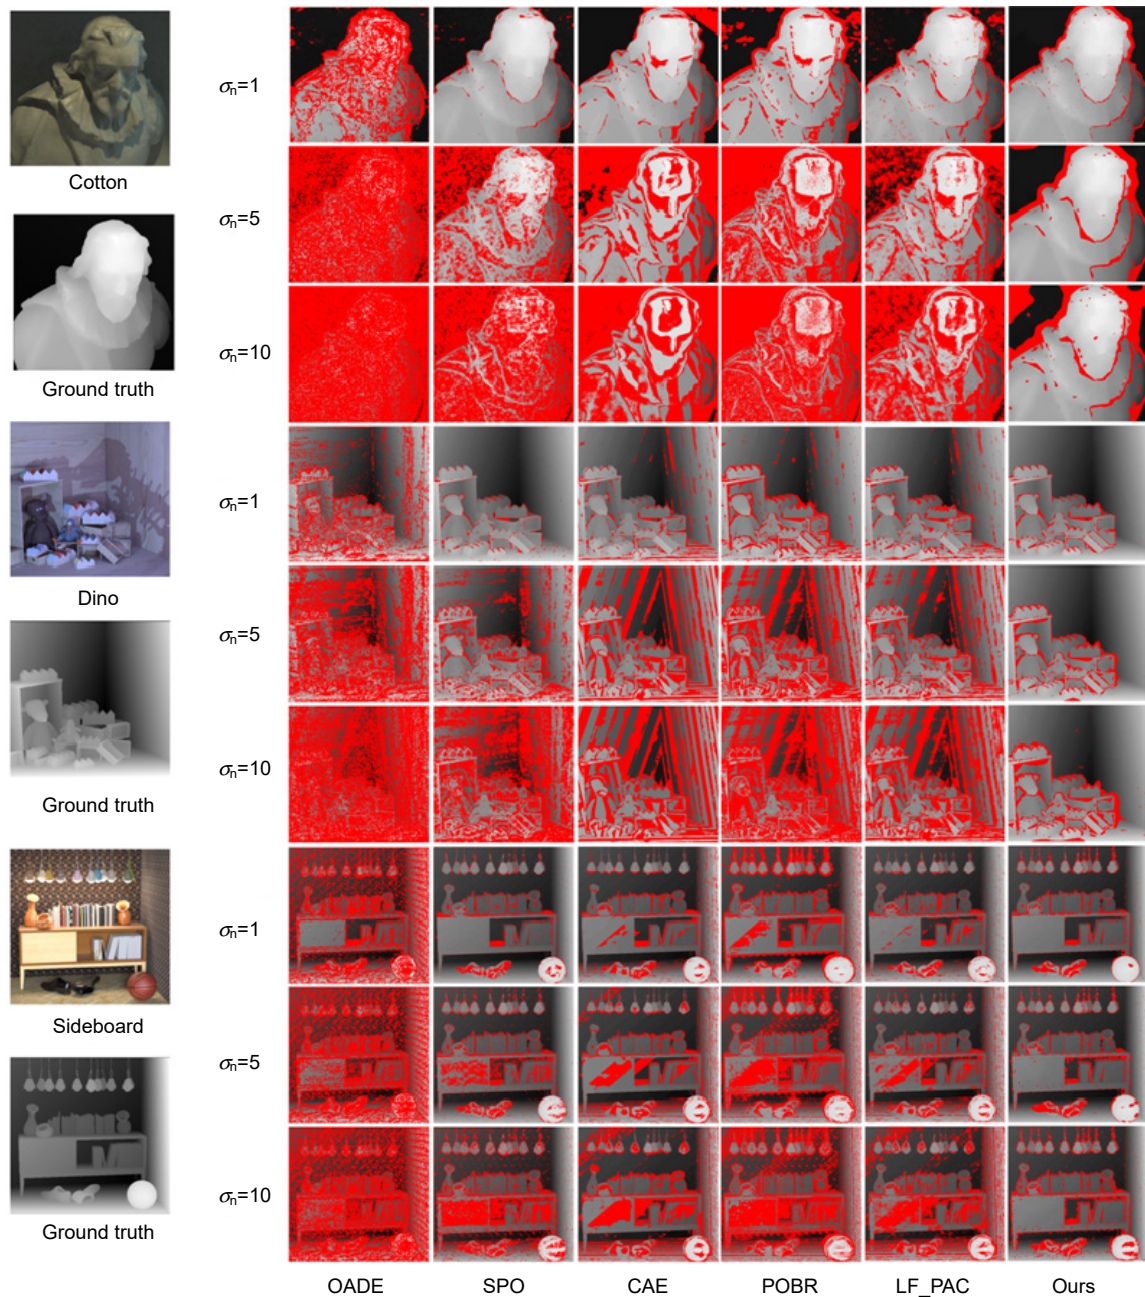 σn=1
Cotton
σn=5
Ground truth
σn=10
σn=1
Dino
σn=5
Ground truth
σn=10
σn=1
Sideboard
σn=5
σn=10
Ground truth
OADE SPO CAE POBR LF_PAC Ours